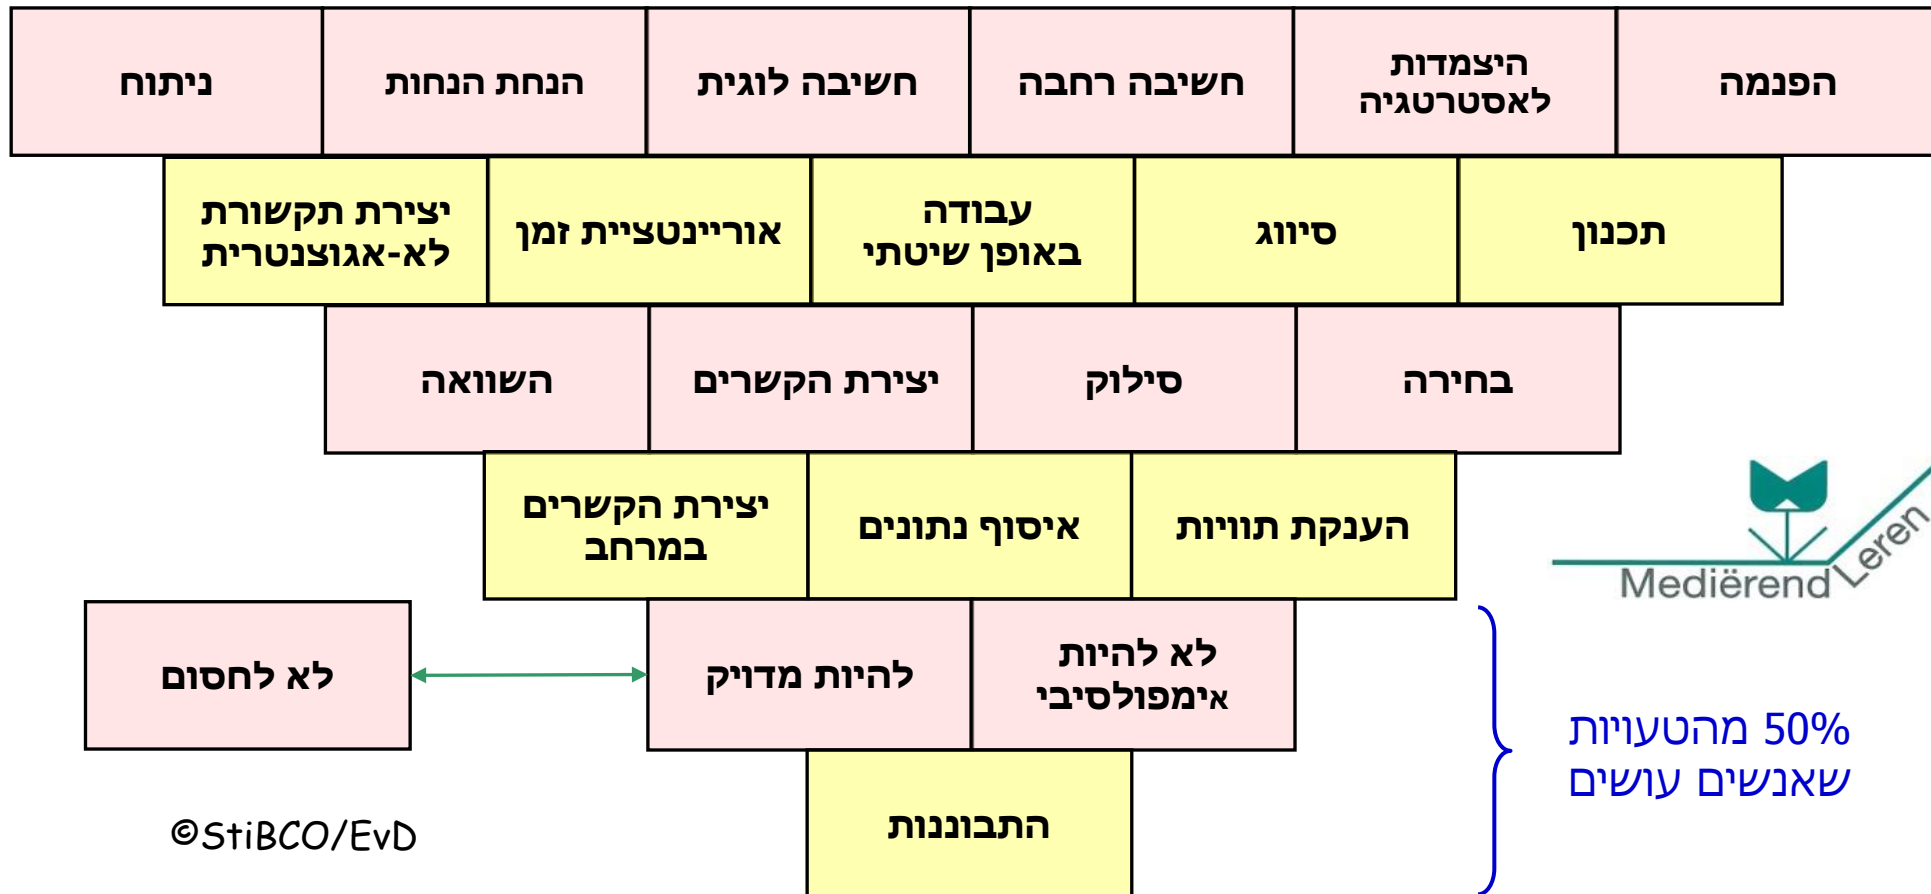 הפנמה
היצמדות
לאסטרטגיה
חשיבה רחבה
חשיבה לוגית
הנחת הנחות
ניתוח
תכנון
סיווג
עבודה
באופן שיטתי
אוריינטציית זמן
יצירת תקשורת
לא-אגוצנטרית
בחירה
סילוק
יצירת הקשרים
השוואה
הענקת תוויות
איסוף נתונים
יצירת הקשרים
במרחב
Mediërend Leren
לא להיות
אימפולסיבי
להיות מדויק
לא לחסום
50% מהטעויות
שאנשים עושים
התבוננות
©StiBCO/EvD